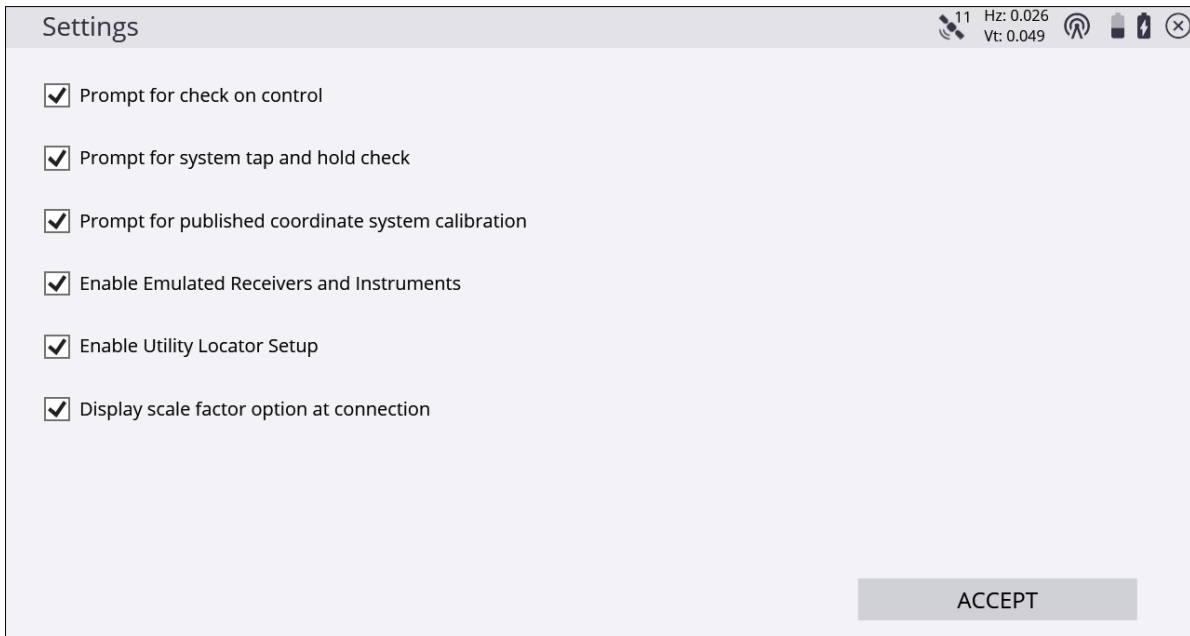 Settings
11
Hz: 0.026
Vt: 0.049
Prompt for check on control
Prompt for system tap and hold check
Prompt for published coordinate system calibration
Enable Emulated Receivers and Instruments
Enable Utility Locator Setup
Display scale factor option at connection
ACCEPT